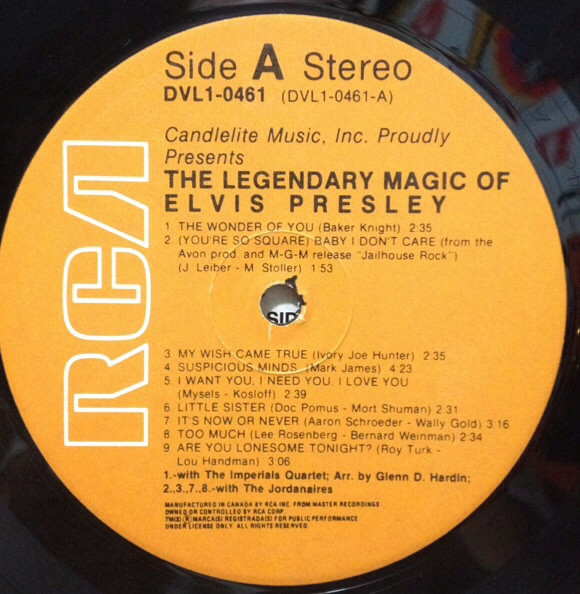 Side A Stereo
DVL1-0461 (DVL1-0461-A)
Candlelite Music, Inc. Proudly
Presents
THE LEGENDARY MAGIC OF
ELVIS PRESLEY
1 THE WONDER OF YOU (Baker Knight) 2:35
2 (YOU'RE SO SQUARE) BABY I DON'T CARE (from the
Avon prod. and M-G-M release "Jailhouse Rock")
(J. Leiber - M. Stoller) 1:53
SIDE
3 MY WISH CAME TRUE (Ivory Joe Hunter) 2:35
4 SUSPICIOUS MINDS (Mark James) 4:23
5 I WANT YOU, I NEED YOU, I LOVE YOU
(Mysels - Kosloff) 2:39
6 LITTLE SISTER (Doc Pomus - Mort Shuman) 2:31
7 IT'S NOW OR NEVER (Aaron Schroeder - Wally Gold) 3:16
8 TOO MUCH (Lee Rosenberg - Bernard Weinman) 2:34
9 ARE YOU LONESOME TONIGHT? (Roy Turk -
Lou Handman) 3:06
1.-with The Imperials Quartet; Arr. by Glenn D. Hardin;
2.,3.,7.,8.-with The Jordanaires
MANUFACTURED IN CANADA BY RCA INC. FROM MASTER RECORDINGS
OWNED OR CONTROLLED BY RCA CORP.
TM(S) ® MARCA(S) REGISTRADA(S) FOR PUBLIC PERFORMANCE
UNDER LICENSE ONLY. ALL RIGHTS RESERVED.
RCA